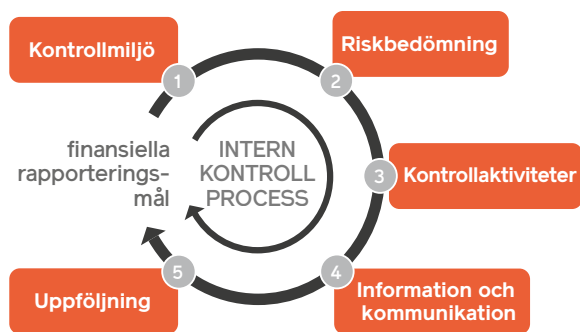 Kontrollmiljö
1
Riskbedömning
2
finansiella
rapporterings-
mål
INTERN
KONTROLL
PROCESS
3
Kontrollaktiviteter
4
Information och
kommunikation
5
Uppföljning